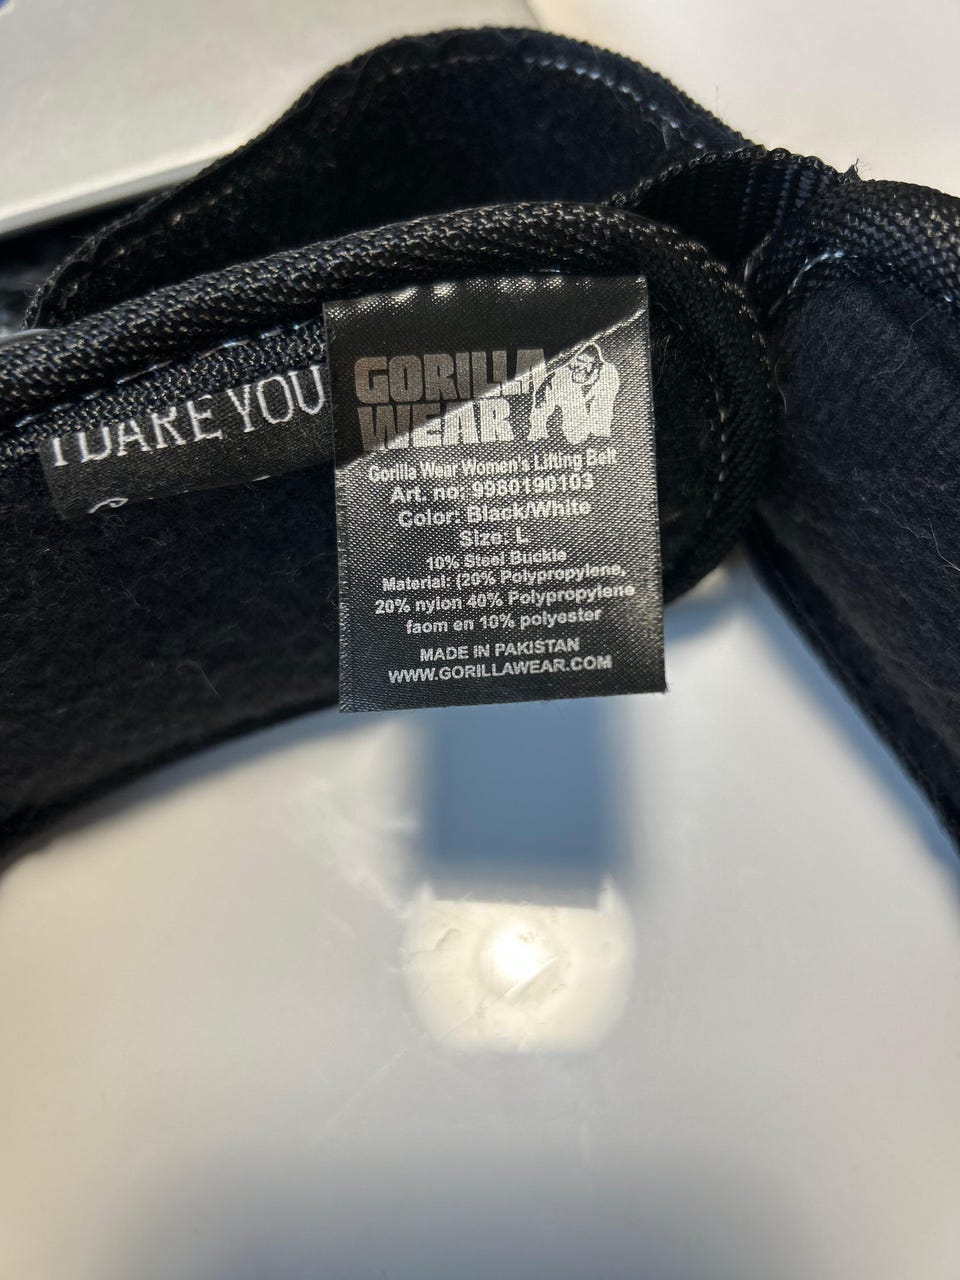 I DARE YOU
GORILLA
WEAR
Gorilla Wear Women's Lifting Belt
Art. no: 9980190103
Color: Black/White
Size: L
10% Steel Buckle
Material: (20% Polypropylene,
20% nylon 40% Polypropylene
faom en 10% polyester
MADE IN PAKISTAN
WWW.GORILLAWEAR.COM